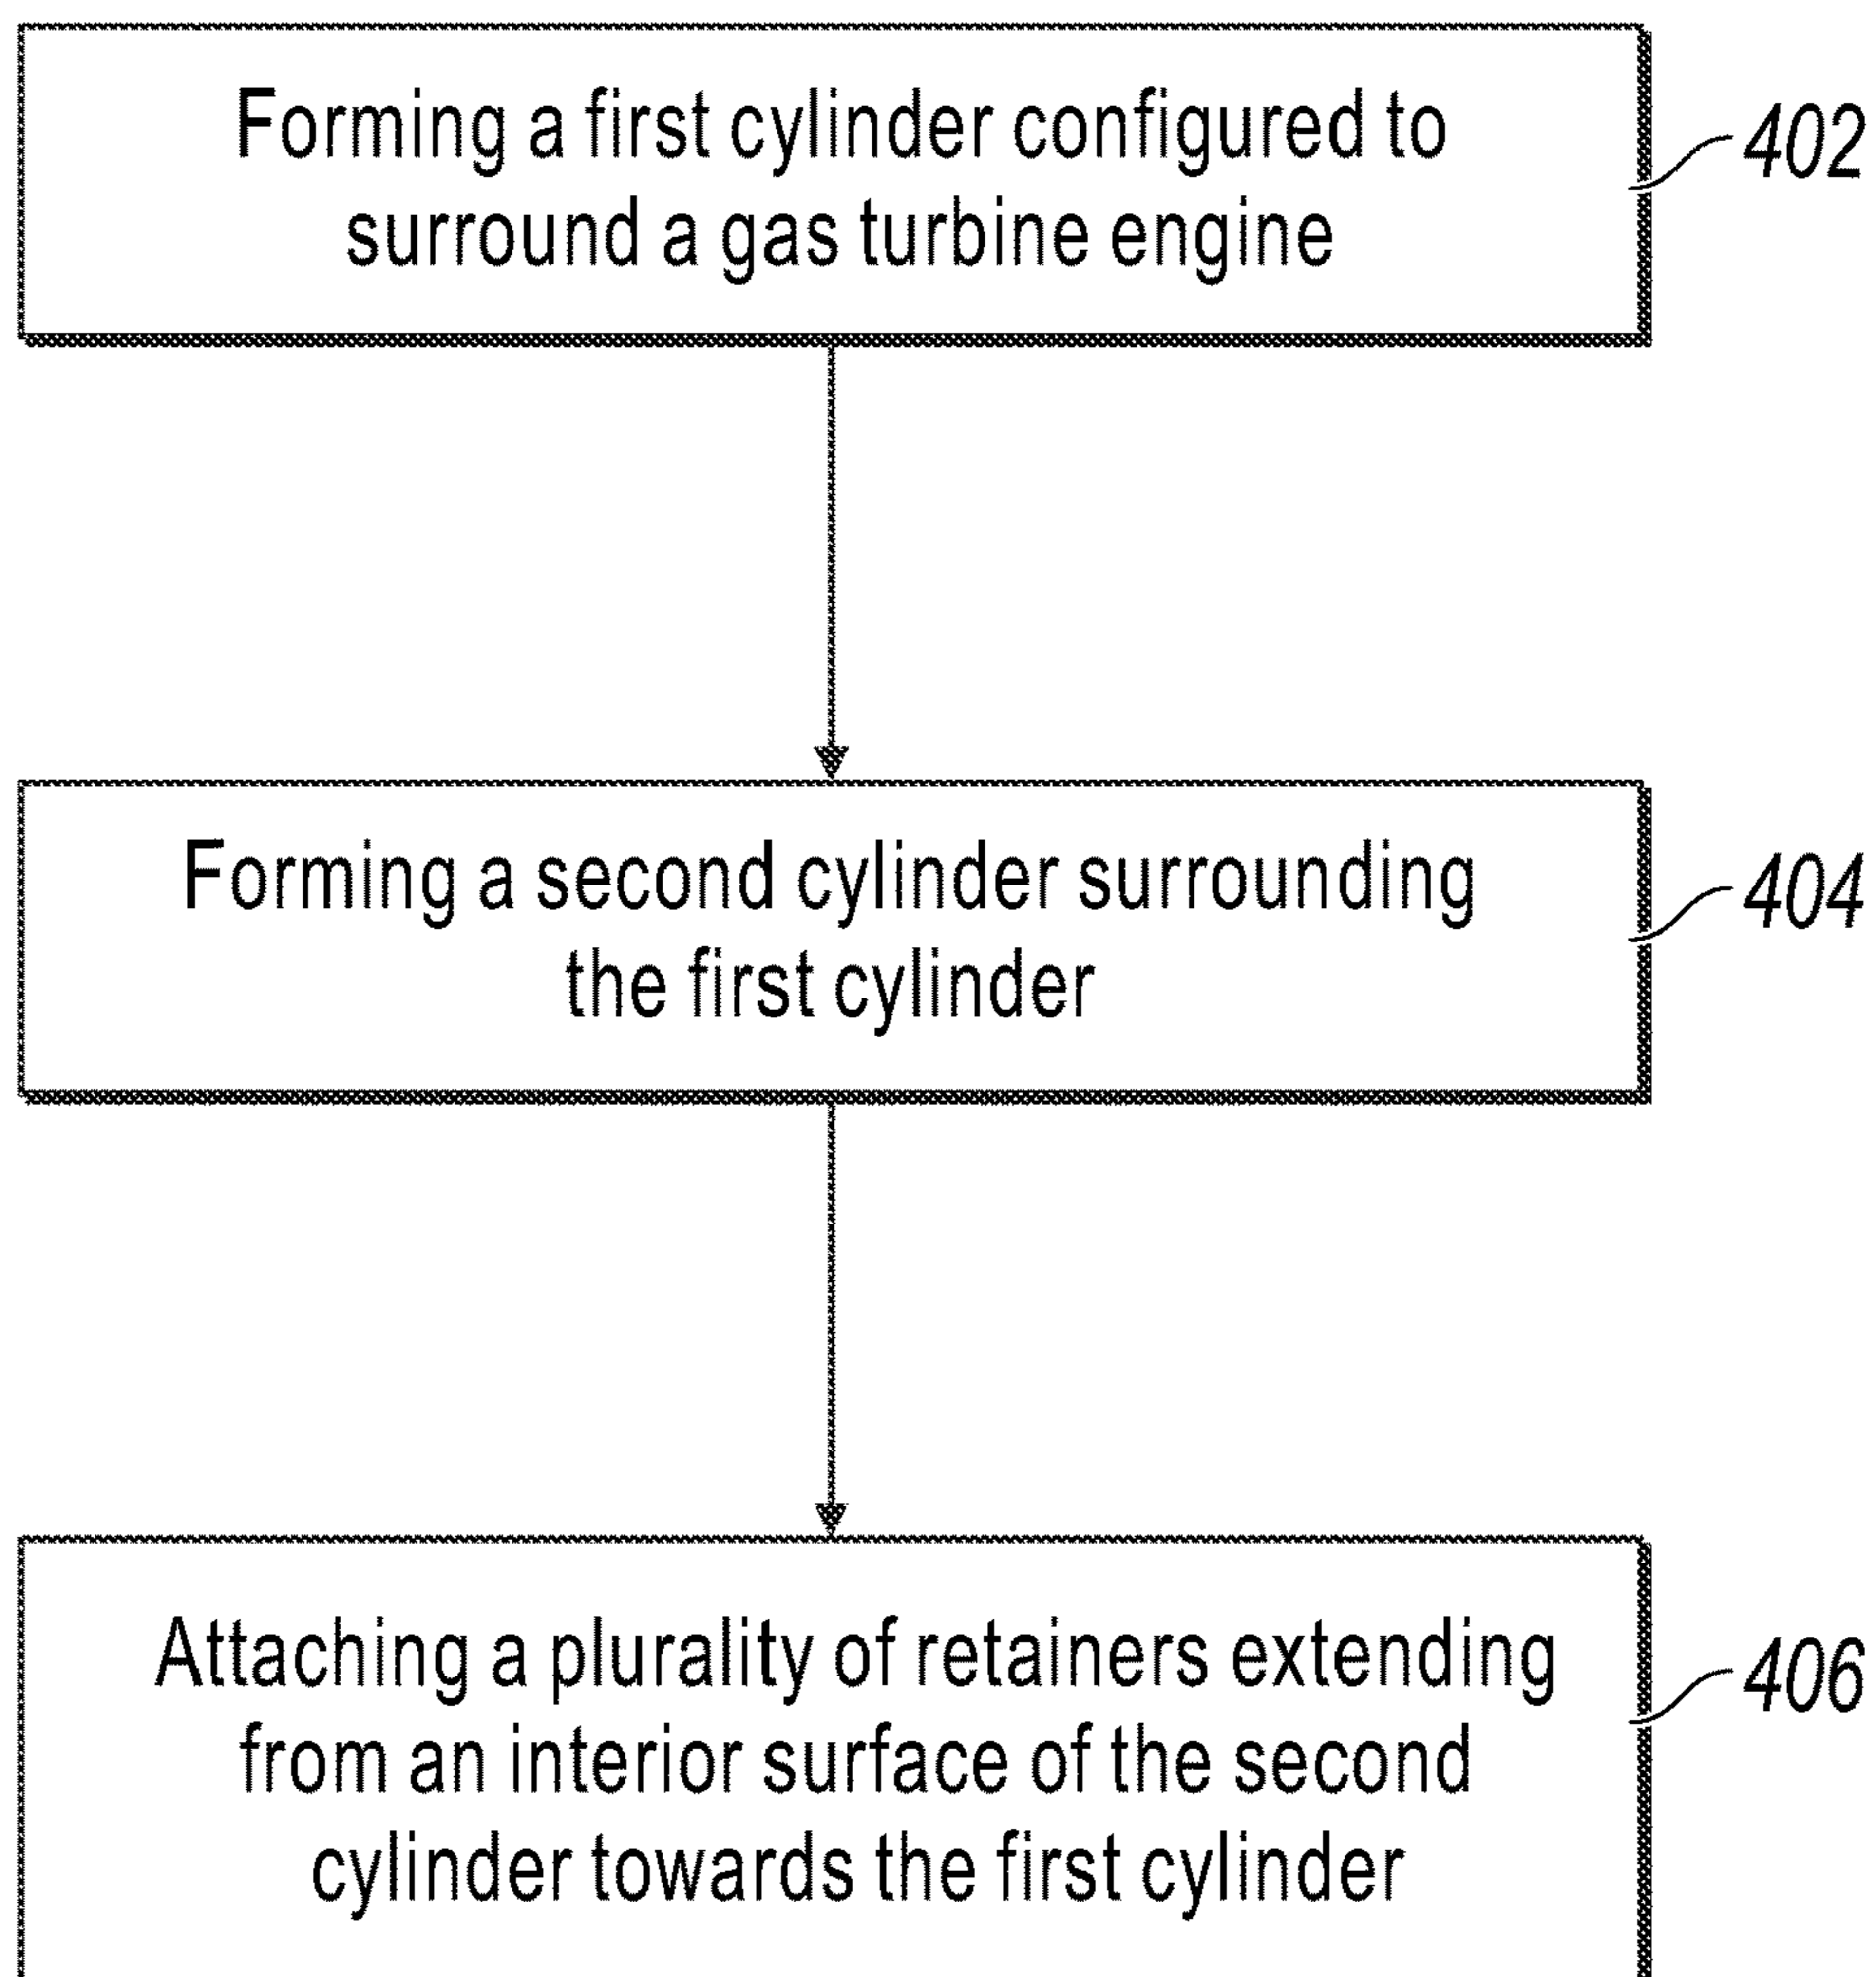 Forming a first cylinder configured to
surround a gas turbine engine
402
Forming a second cylinder surrounding
the first cylinder
404
Attaching a plurality of retainers extending
from an interior surface of the second
cylinder towards the first cylinder
406